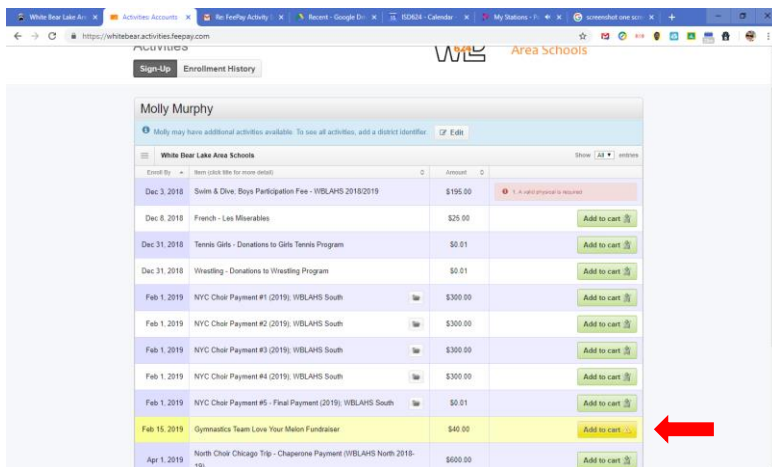 White Bear Lake Are
Activities Accounts
Re: FeePay Activity
Recent - Google Dri
ISD624 - Calendar
My Stations - P
screenshot one scre
https://whitebear.activities.feepay.com
Activities
624
Area Schools
Sign-Up
Enrollment History
Molly Murphy
Molly may have additional activities available. To see all activities, add a district identifier. Edit
White Bear Lake Area Schools Show All entries
Enroll By Item (click title for more detail) Amount
Dec 3, 2018 Swim & Dive; Boys Participation Fee - WBLAHS 2018/2019 $195.00 1. A valid physical is required
Dec 8, 2018 French - Les Miserables $25.00 Add to cart
Dec 31, 2018 Tennis Girls - Donations to Girls Tennis Program $0.01 Add to cart
Dec 31, 2018 Wrestling - Donations to Wrestling Program $0.01 Add to cart
Feb 1, 2019 NYC Choir Payment #1 (2019); WBLAHS South $300.00 Add to cart
Feb 1, 2019 NYC Choir Payment #2 (2019); WBLAHS South $300.00 Add to cart
Feb 1, 2019 NYC Choir Payment #3 (2019); WBLAHS South $300.00 Add to cart
Feb 1, 2019 NYC Choir Payment #4 (2019); WBLAHS South $300.00 Add to cart
Feb 1, 2019 NYC Choir Payment #5 - Final Payment (2019); WBLAHS South $0.01 Add to cart
Feb 15, 2019 Gymnastics Team Love Your Melon Fundraiser $40.00 Add to cart
Apr 1, 2019 North Choir Chicago Trip - Chaperone Payment (WBLAHS North 2018- $600.00 Add to cart
19)